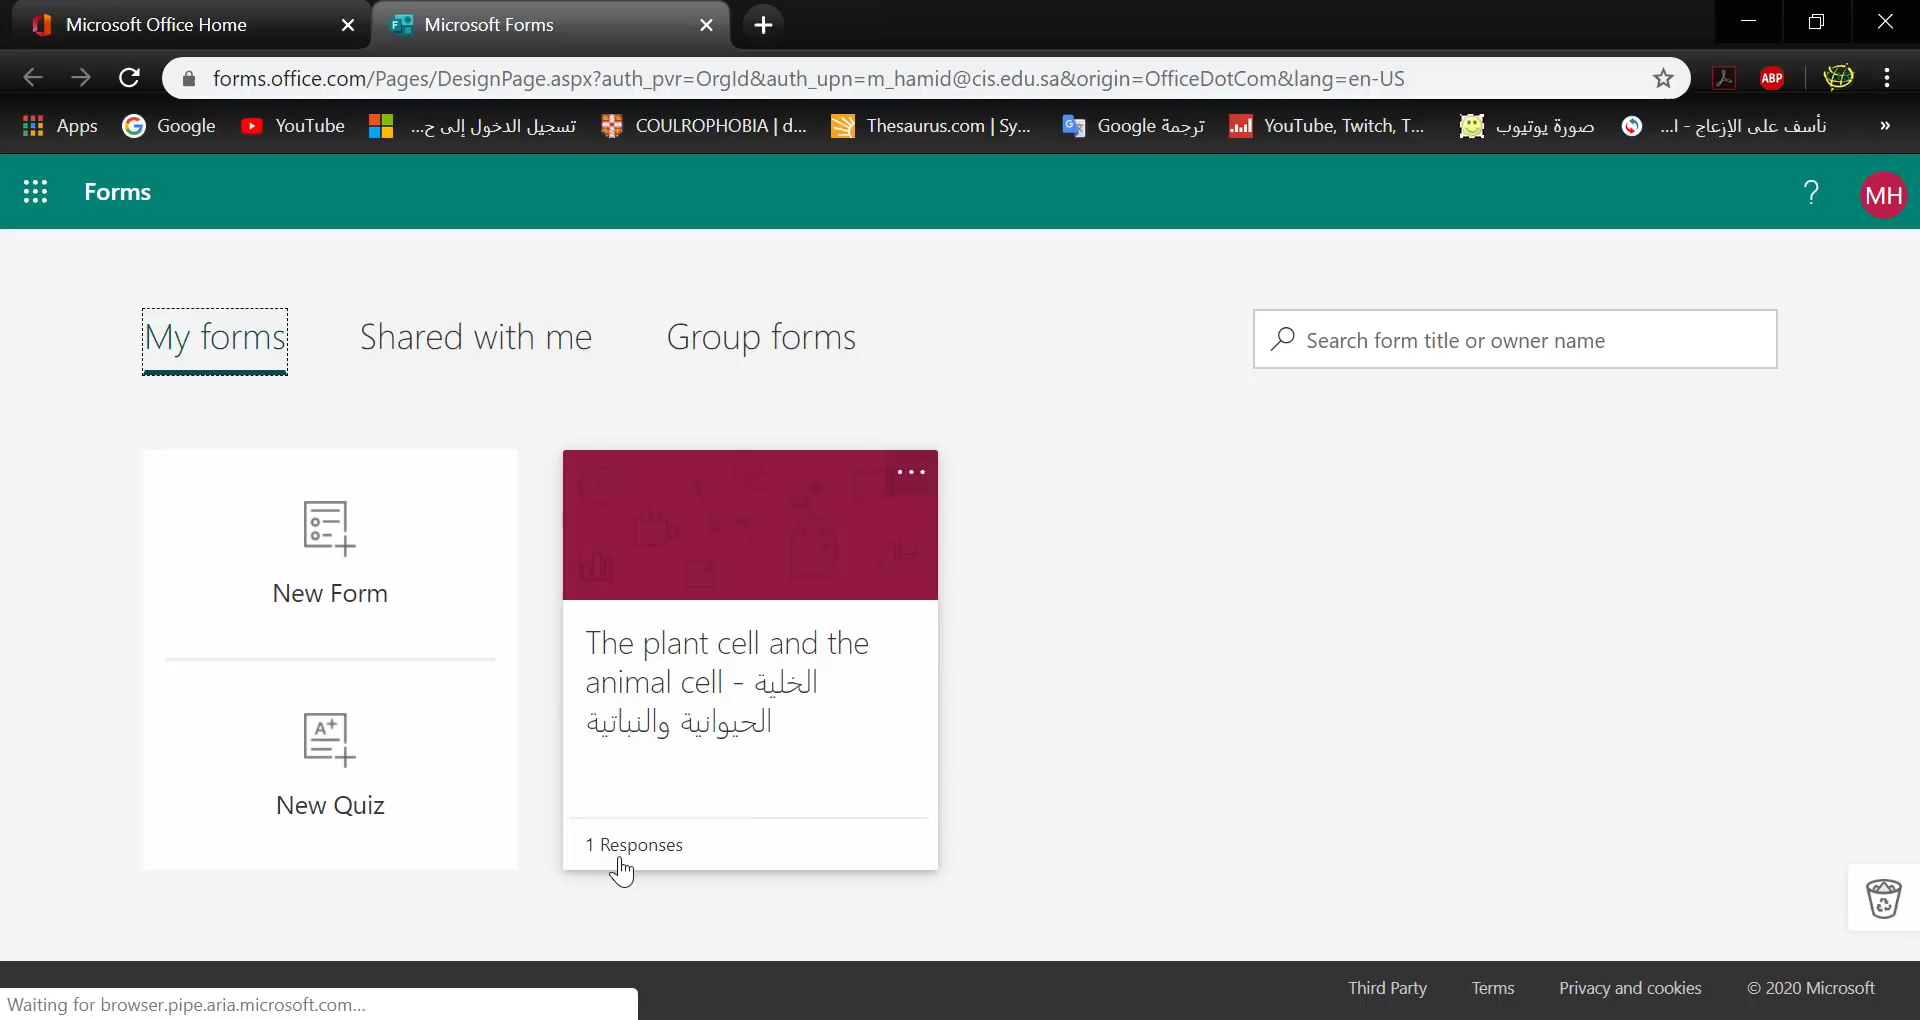 Microsoft Office Home
Microsoft Forms
forms.office.com/Pages/DesignPage.aspx?auth_pvr=OrgId&auth_upn=m_hamid@cis.edu.sa&origin=OfficeDotCom&lang=en-US
ABP
Apps
Google
YouTube
تسجيل الدخول إلى ح...
COULROPHOBIA | d...
Thesaurus.com | Sy...
ترجمة Google
YouTube, Twitch, T...
صورة يوتيوب
نأسف على الإزعاج - ا...
»
Forms
?
MH
My forms
Shared with me
Group forms
Search form title or owner name
New Form
A+
New Quiz
The plant cell and the
animal cell - الخلية
الحيوانية والنباتية
1 Responses
Third Party
Terms
Privacy and cookies
© 2020 Microsoft
Waiting for browser.pipe.aria.microsoft.com...